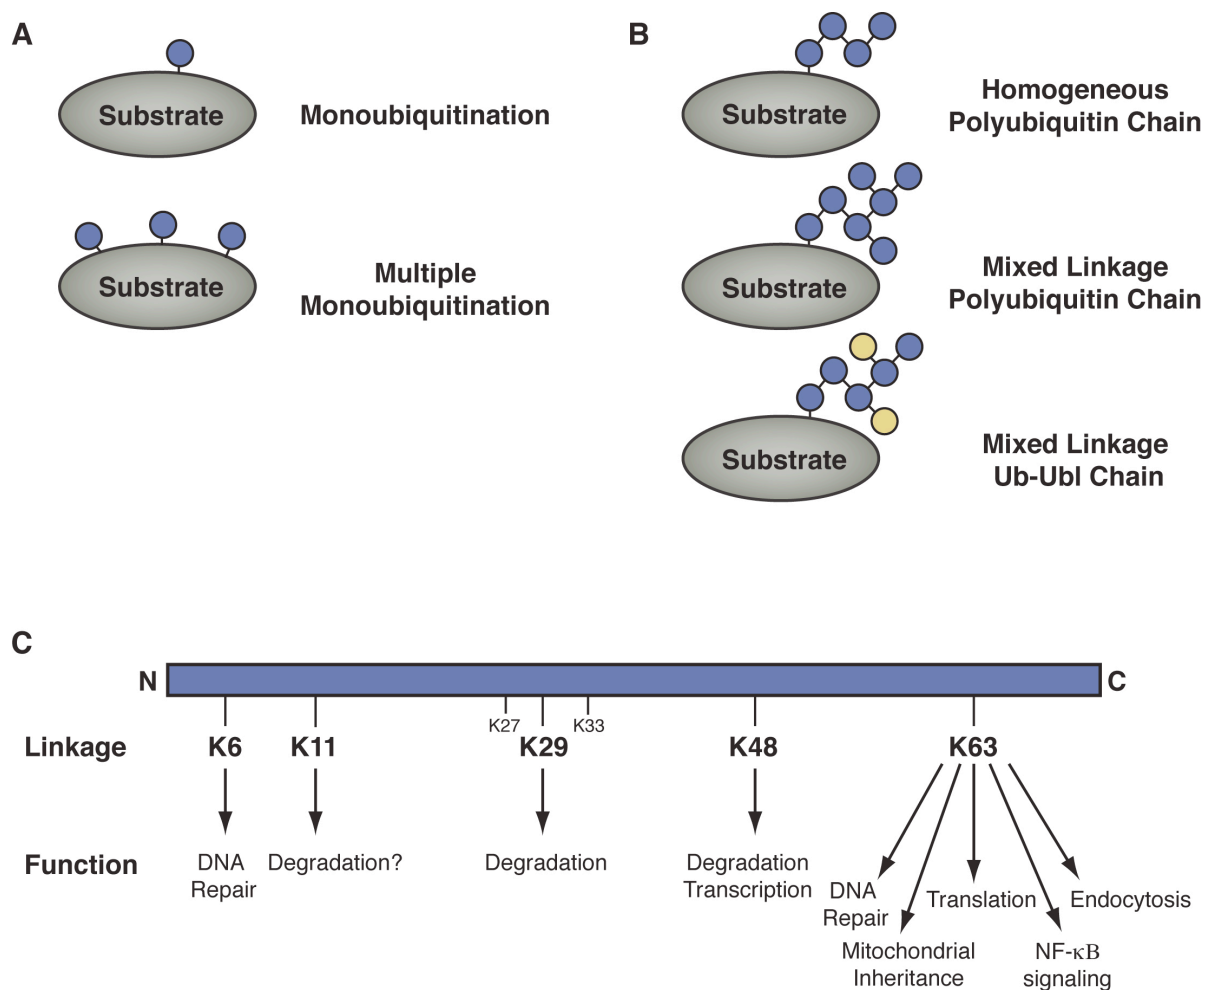 A
Substrate
Monoubiquitination
Substrate
Multiple
Monoubiquitination
B
Substrate
Homogeneous
Polyubiquitin Chain
Substrate
Mixed Linkage
Polyubiquitin Chain
Substrate
Mixed Linkage
Ub-Ubl Chain
C
N
C
K27
K33
Linkage K6 K11 K29 K48 K63
Function
DNA
Repair
Degradation?
Degradation
Degradation
Transcription
DNA
Repair
Mitochondrial
Inheritance
Translation
NF-κB
signaling
Endocytosis